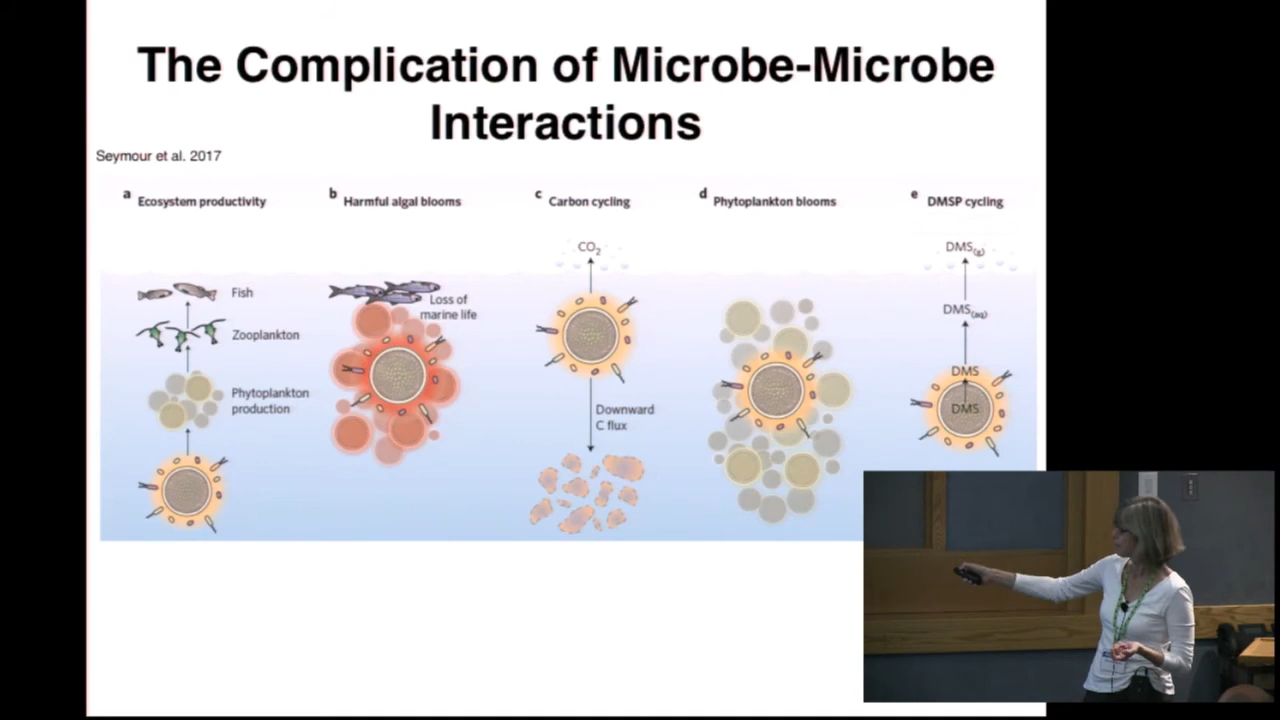 The Complication of Microbe-Microbe
Interactions
Seymour et al. 2017
a Ecosystem productivity
Fish
Zooplankton
Phytoplankton
production
b Harmful algal blooms
Loss of
marine life
c Carbon cycling
CO2
Downward
C flux
d Phytoplankton blooms
e DMSP cycling
DMS(g)
DMS(aq)
DMS
DMS